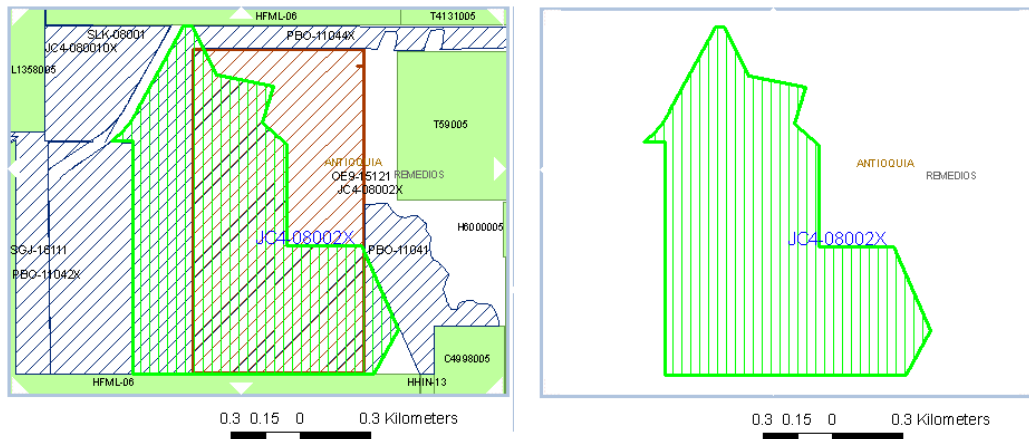 HFML-06
T4131005
SLK-08001
PBO-11044X
JC4-080010X
L1358005
T59005
ANTIOQUIA
OE9-15121
REMEDIOS
JC4-08002X
H6000005
JC4-08002X
PBO-11041
SGJ-16111
PBO-11042X
C4998005
HFML-06
HHIN-13
0.3 0.15 0 0.3 Kilometers
ANTIOQUIA
REMEDIOS
JC4-08002X
0.3 0.15 0 0.3 Kilometers